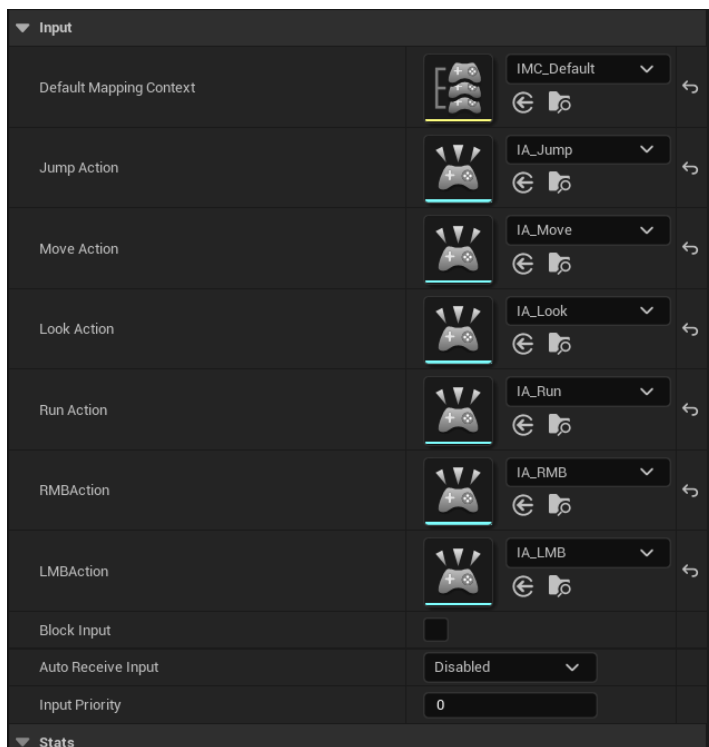 Input
Default Mapping Context
IMC_Default
Jump Action
IA_Jump
Move Action
IA_Move
Look Action
IA_Look
Run Action
IA_Run
RMBAction
IA_RMB
LMBAction
IA_LMB
Block Input
Auto Receive Input
Disabled
Input Priority
0
Stats